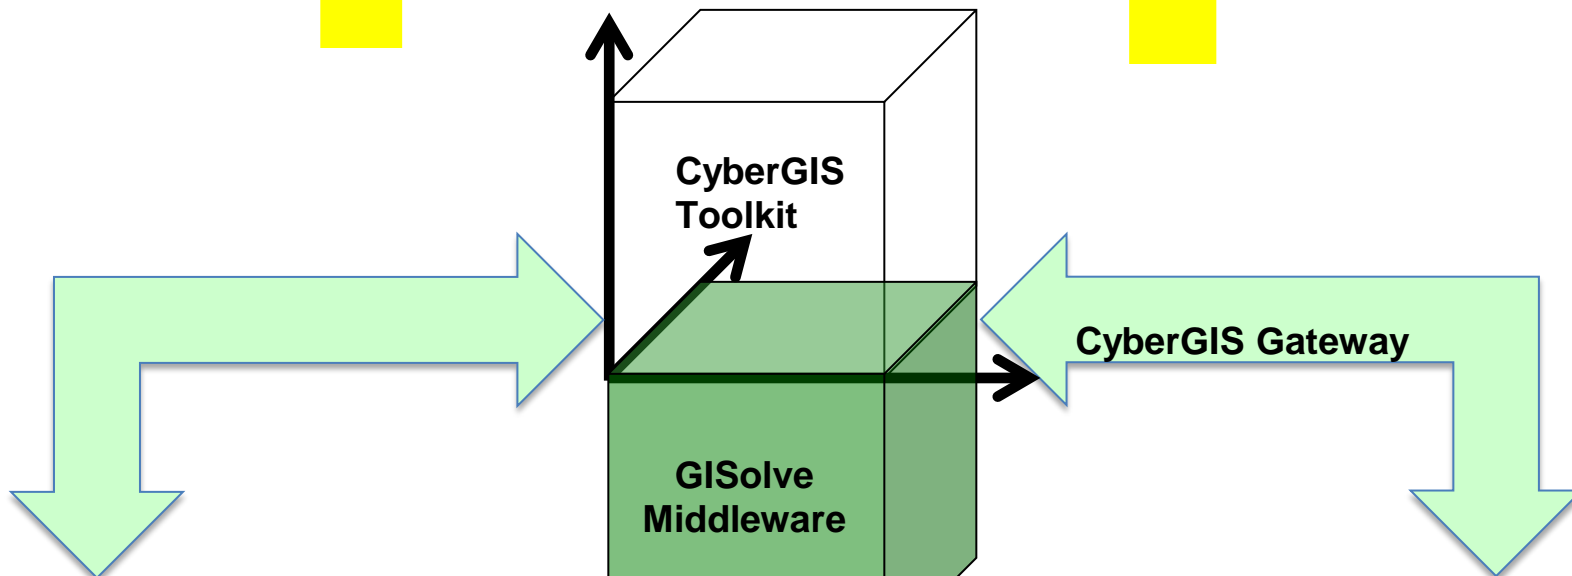 CyberGIS
Toolkit
CyberGIS Gateway
GISolve
Middleware